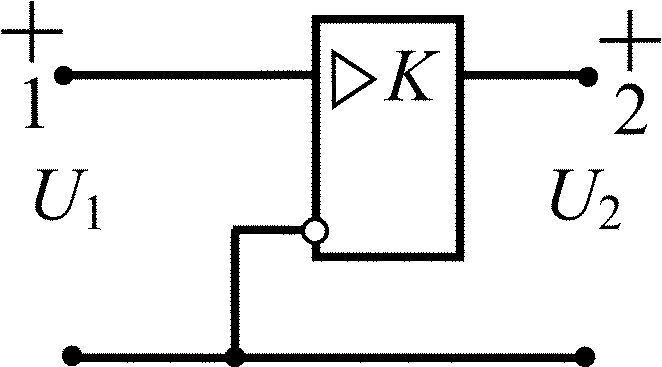 + +
1 ▷ K 2
U1 U2